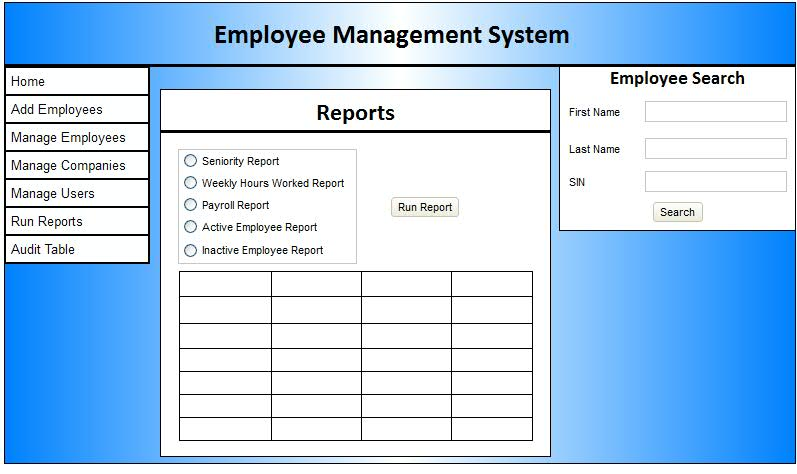 Employee Management System
Home
Add Employees
Manage Employees
Manage Companies
Manage Users
Run Reports
Audit Table
Reports
Seniority Report
Weekly Hours Worked Report
Payroll Report
Active Employee Report
Inactive Employee Report
Run Report
Employee Search
First Name
Last Name
SIN
Search